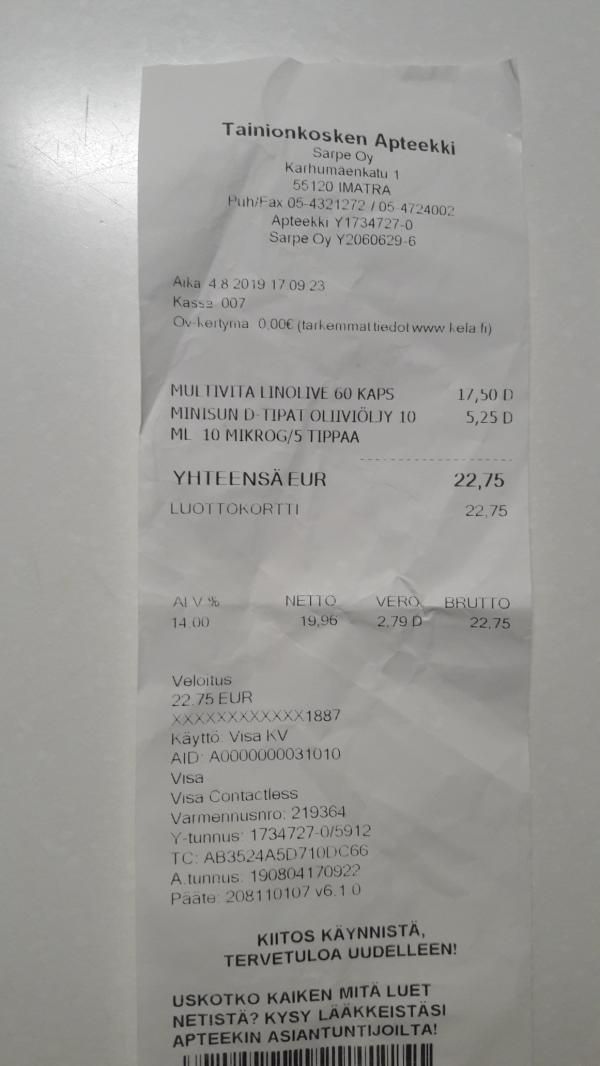 Tainionkosken Apteekki
Sarpe Oy
Karhumäenkatu 1
55120 IMATRA
Puh/Fax 05-4321272 / 05-4724002
Apteekki Y1734727-0
Sarpe Oy Y2060629-6
Aika 4.8.2019 17:09:23
Kassa 007
Ov-kertymä 0,00€ (tarkemmat tiedot www.kela.fi)
MULTIVITA LINOLIVE 60 KAPS 17,50 D
MINISUN D-TIPAT OLIIVIÖLJY 10 5,25 D
ML 10 MIKROG/5 TIPPAA
YHTEENSÄ EUR 22,75
LUOTTOKORTTI 22,75
ALV % NETTO VERO BRUTTO
14.00 19,96 2,79 D 22,75
Veloitus
22.75 EUR
XXXXXXXXXXXX1887
Käyttö: Visa KV
AID: A0000000031010
Visa
Visa Contactless
Varmennusnro: 219364
Y-tunnus: 1734727-0/5912
TC: AB3524A5D710DC66
A.tunnus: 190804170922
Pääte: 208110107 v6.1.0
KIITOS KÄYNNISTÄ,
TERVETULOA UUDELLEEN!
USKOTKO KAIKEN MITÄ LUET
NETISTÄ? KYSY LÄÄKKEISTÄSI
APTEEKIN ASIANTUNTIJOILTA!